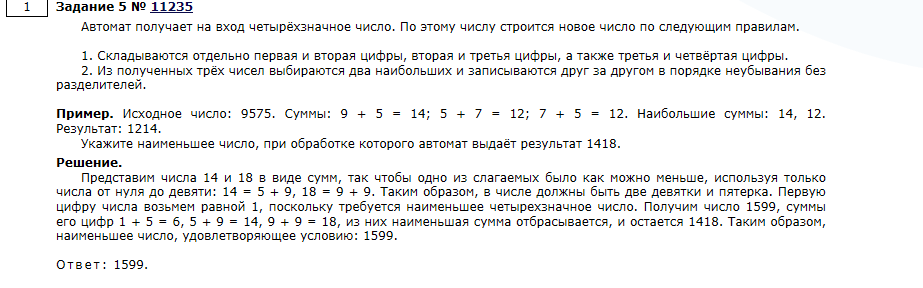 1 Задание 5 № 11235
Автомат получает на вход четырёхзначное число. По этому числу строится новое число по следующим правилам.
1. Складываются отдельно первая и вторая цифры, вторая и третья цифры, а также третья и четвёртая цифры.
2. Из полученных трёх чисел выбираются два наибольших и записываются друг за другом в порядке неубывания без
разделителей.
Пример. Исходное число: 9575. Суммы: 9 + 5 = 14; 5 + 7 = 12; 7 + 5 = 12. Наибольшие суммы: 14, 12.
Результат: 1214.
Укажите наименьшее число, при обработке которого автомат выдаёт результат 1418.
Решение.
Представим числа 14 и 18 в виде сумм, так чтобы одно из слагаемых было как можно меньше, используя только
числа от нуля до девяти: 14 = 5 + 9, 18 = 9 + 9. Таким образом, в числе должны быть две девятки и пятерка. Первую
цифру числа возьмем равной 1, поскольку требуется наименьшее четырехзначное число. Получим число 1599, суммы
его цифр 1 + 5 = 6, 5 + 9 = 14, 9 + 9 = 18, из них наименьшая сумма отбрасывается, и остается 1418. Таким образом,
наименьшее число, удовлетворяющее условию: 1599.
Ответ: 1599.